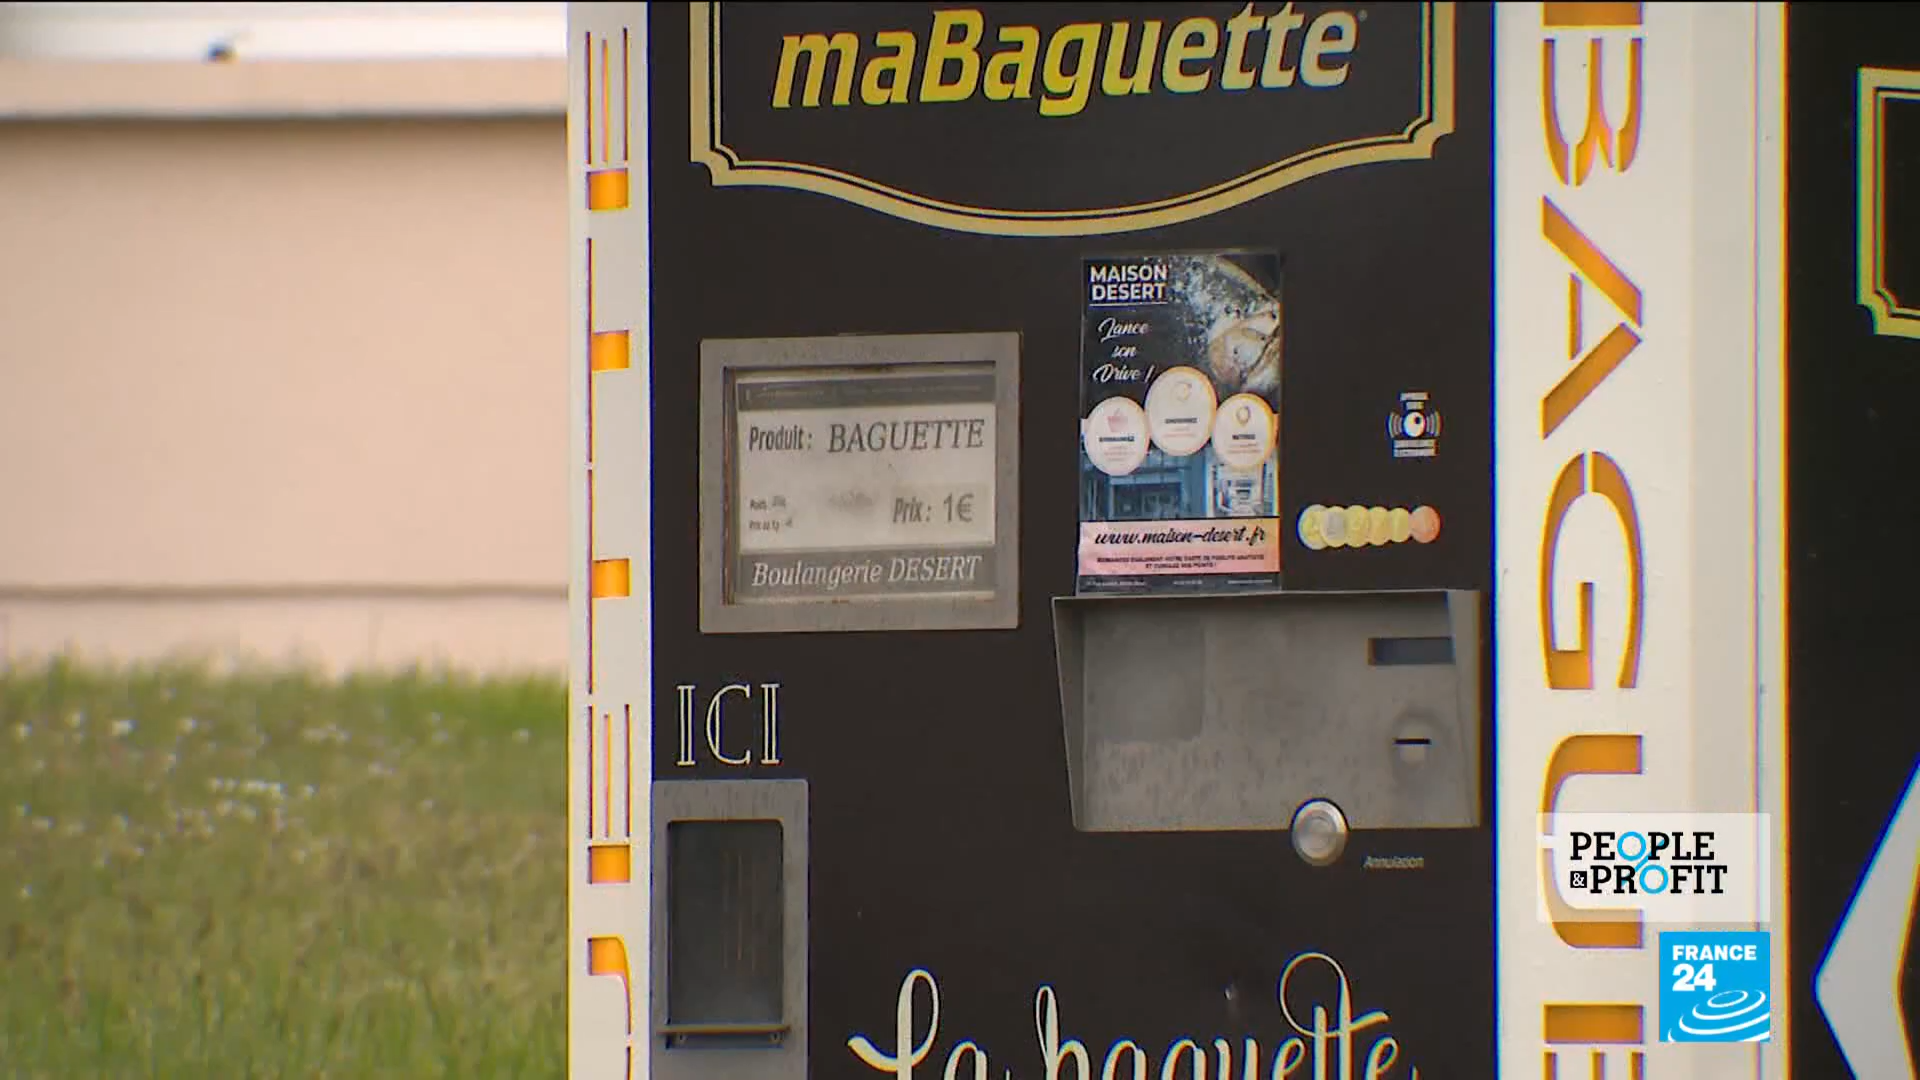 maBaguette
BAGUE
MAISON
DESERT
Lance
son
Drive !
Produit : BAGUETTE
Prix : 1€
Boulangerie DESERT
www.maison-desert.fr
ICI
Annulation
La baguette
PEOPLE
&PROFIT
FRANCE
24